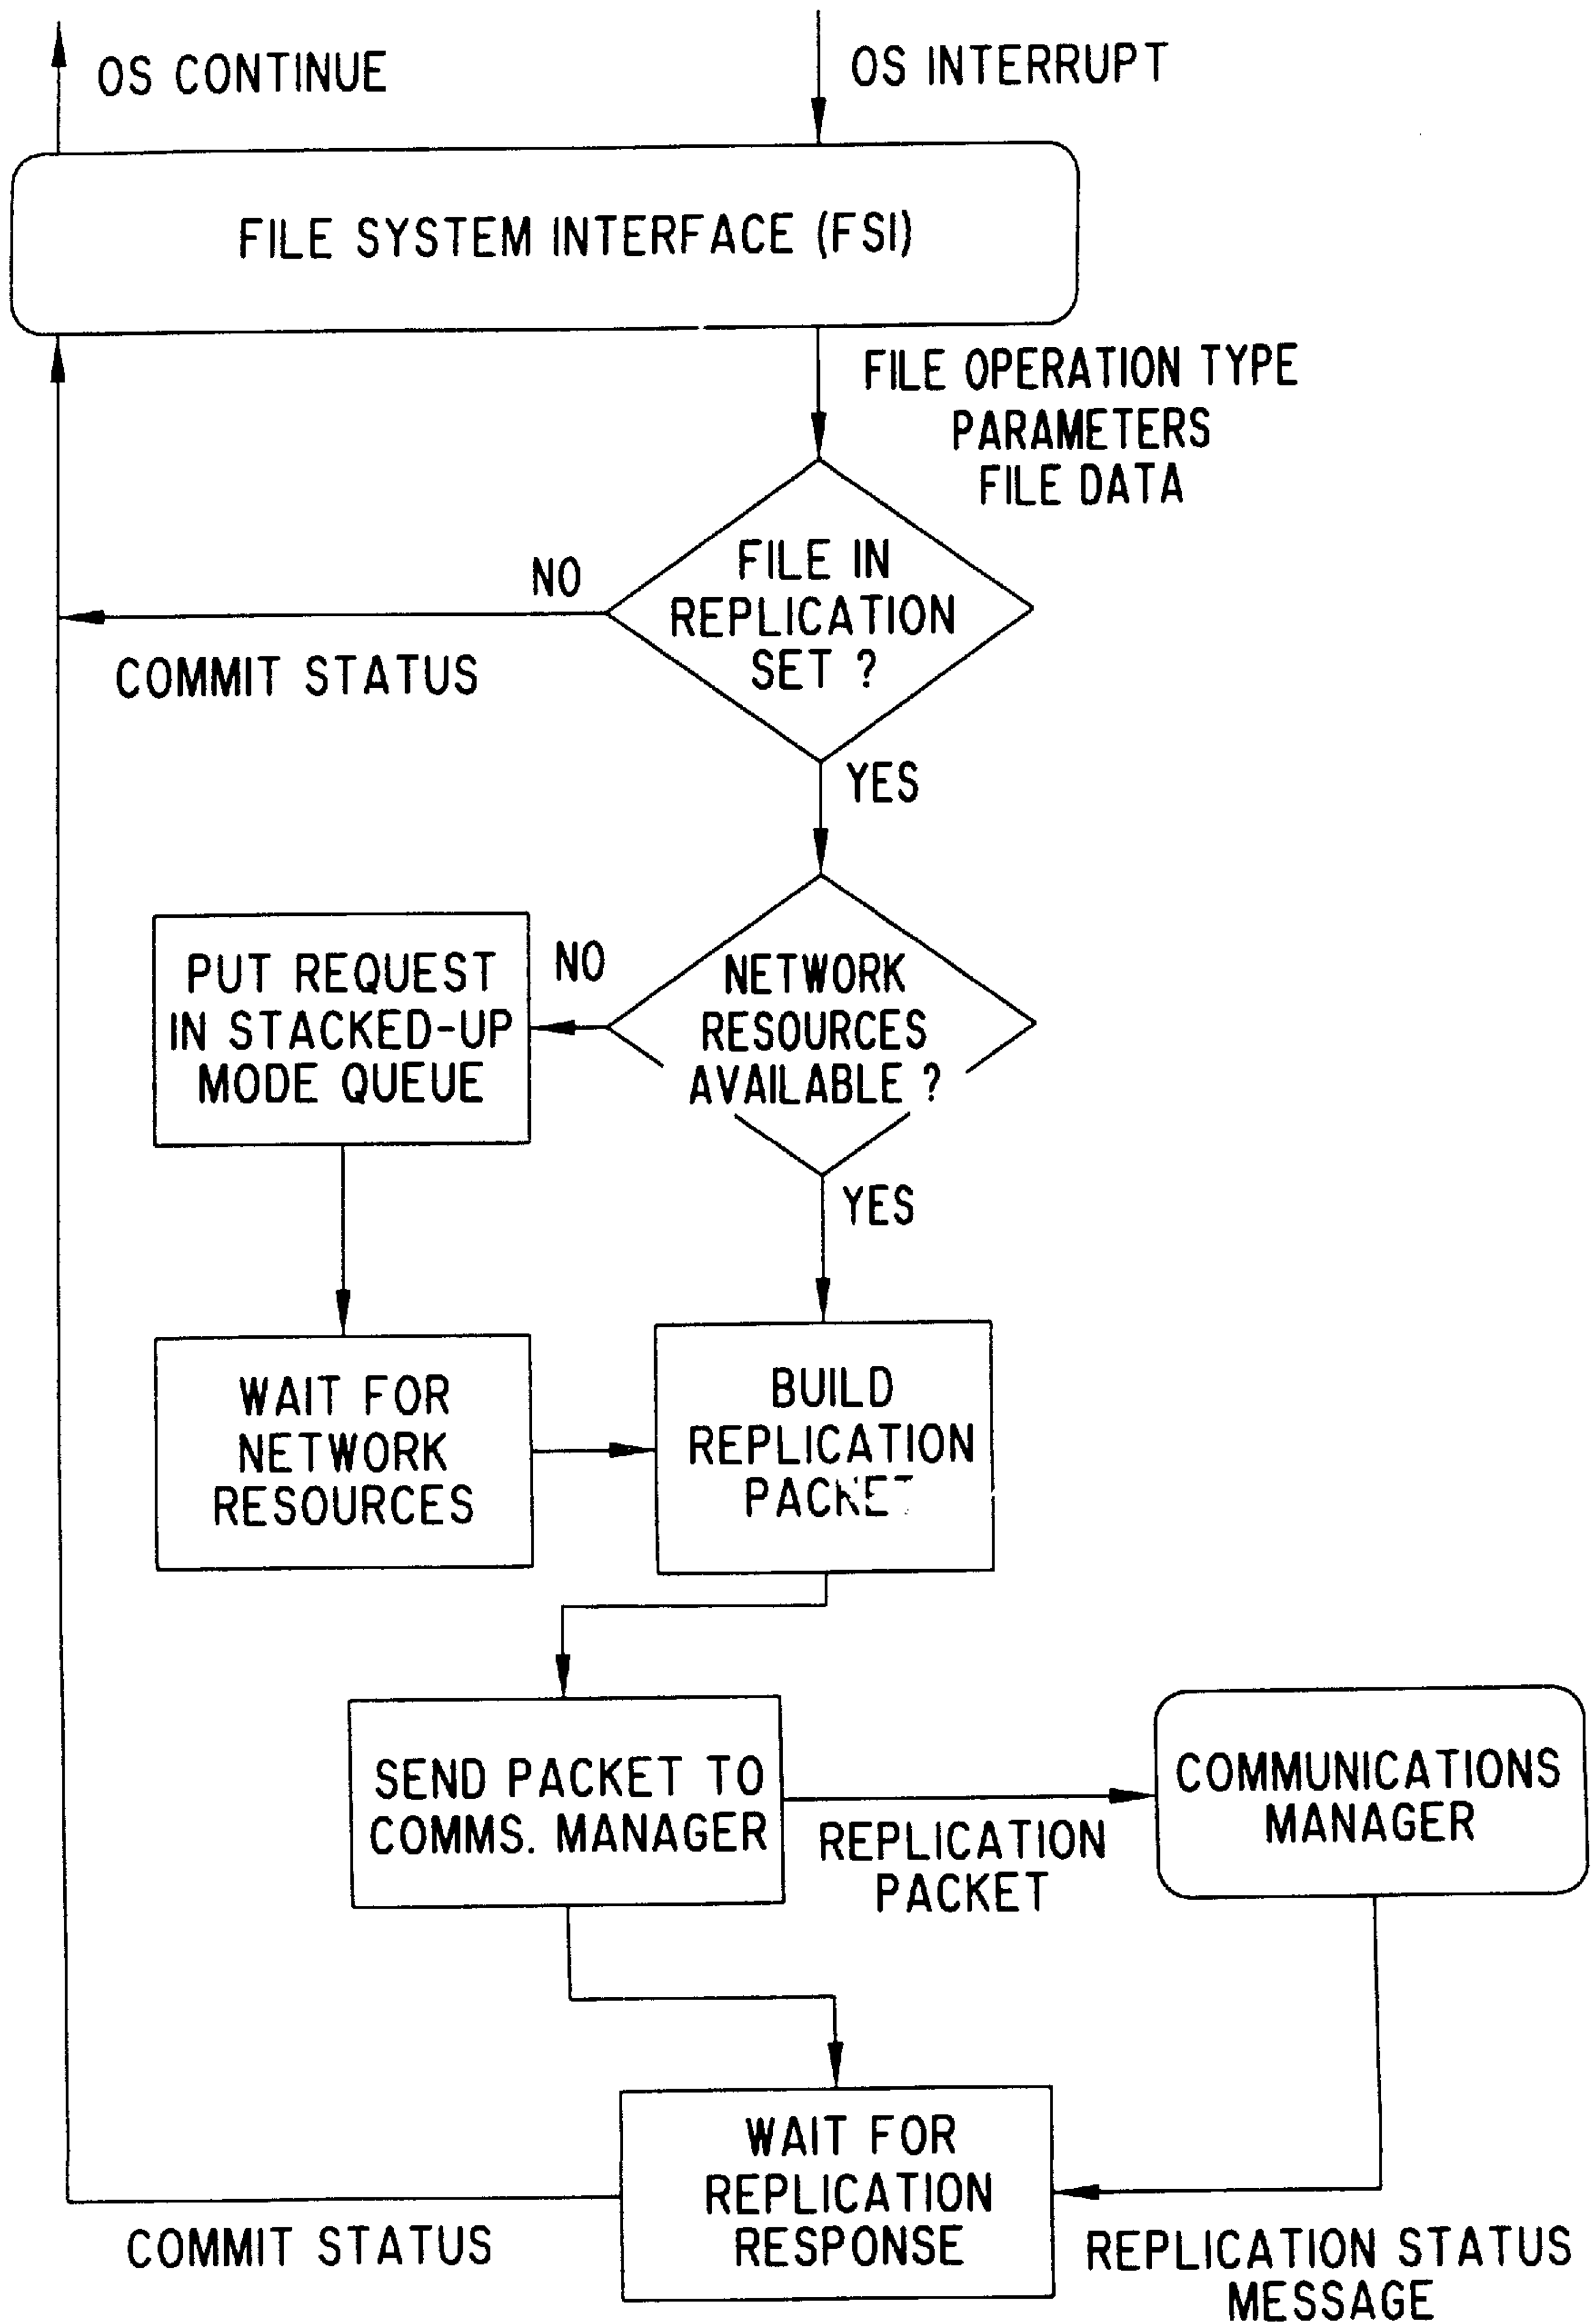 OS CONTINUE
OS INTERRUPT
FILE SYSTEM INTERFACE (FSI)
FILE OPERATION TYPE
PARAMETERS
FILE DATA
FILE IN
REPLICATION
SET ?
NO
COMMIT STATUS
YES
NETWORK
RESOURCES
AVAILABLE ?
NO
PUT REQUEST
IN STACKED-UP
MODE QUEUE
YES
WAIT FOR
NETWORK
RESOURCES
BUILD
REPLICATION
PACKET
SEND PACKET TO
COMMS. MANAGER
REPLICATION
PACKET
COMMUNICATIONS
MANAGER
WAIT FOR
REPLICATION
RESPONSE
COMMIT STATUS
REPLICATION STATUS
MESSAGE